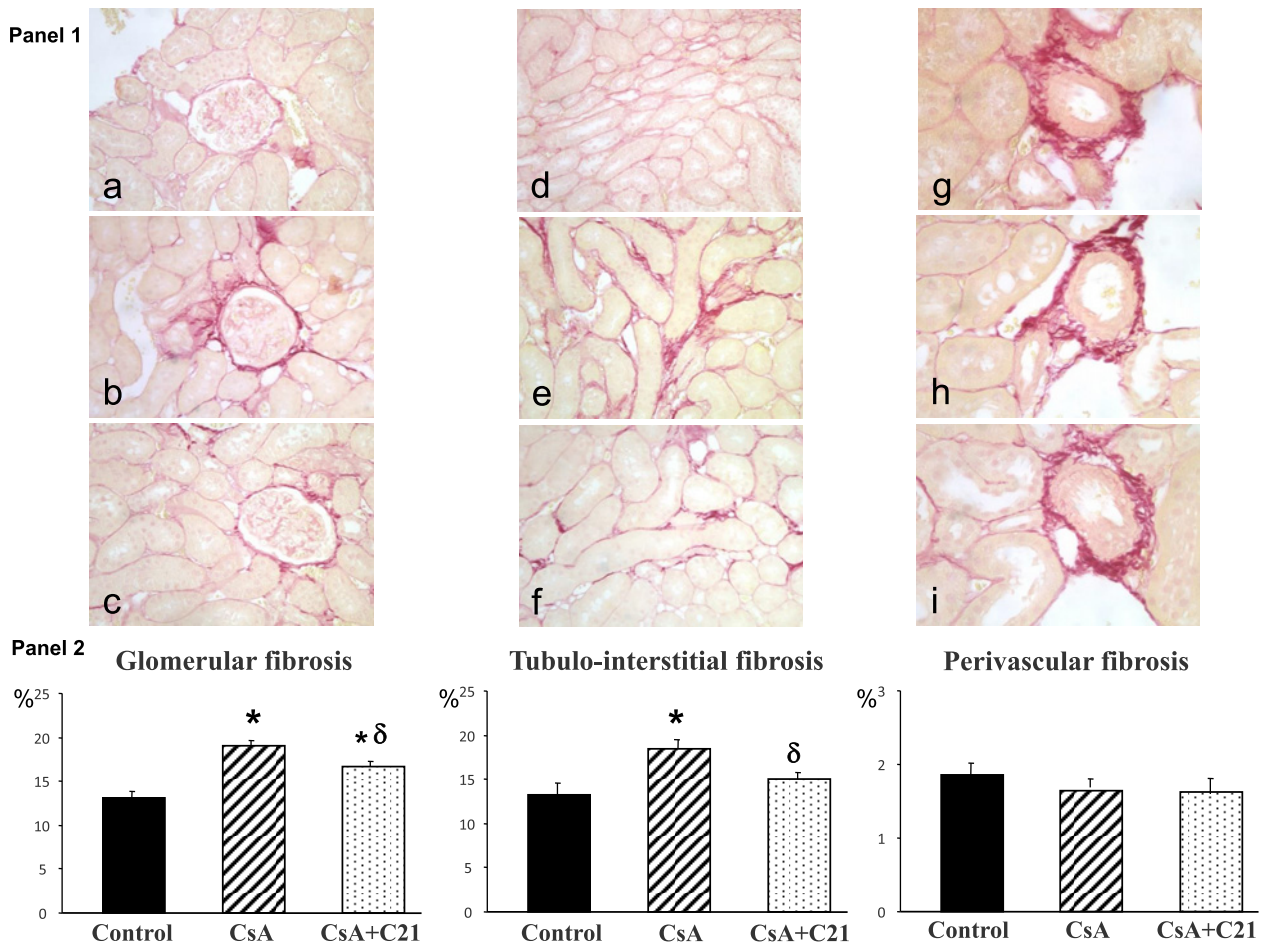 Panel 1
a
d
g
b
e
h
c
f
i
Panel 2
Glomerular fibrosis
Tubulo-interstitial fibrosis
Perivascular fibrosis
%
25
20
15
10
5
0
*
* δ
Control
CsA
CsA+C21
%
25
20
15
10
5
0
*
δ
Control
CsA
CsA+C21
%
3
2
1
0
Control
CsA
CsA+C21